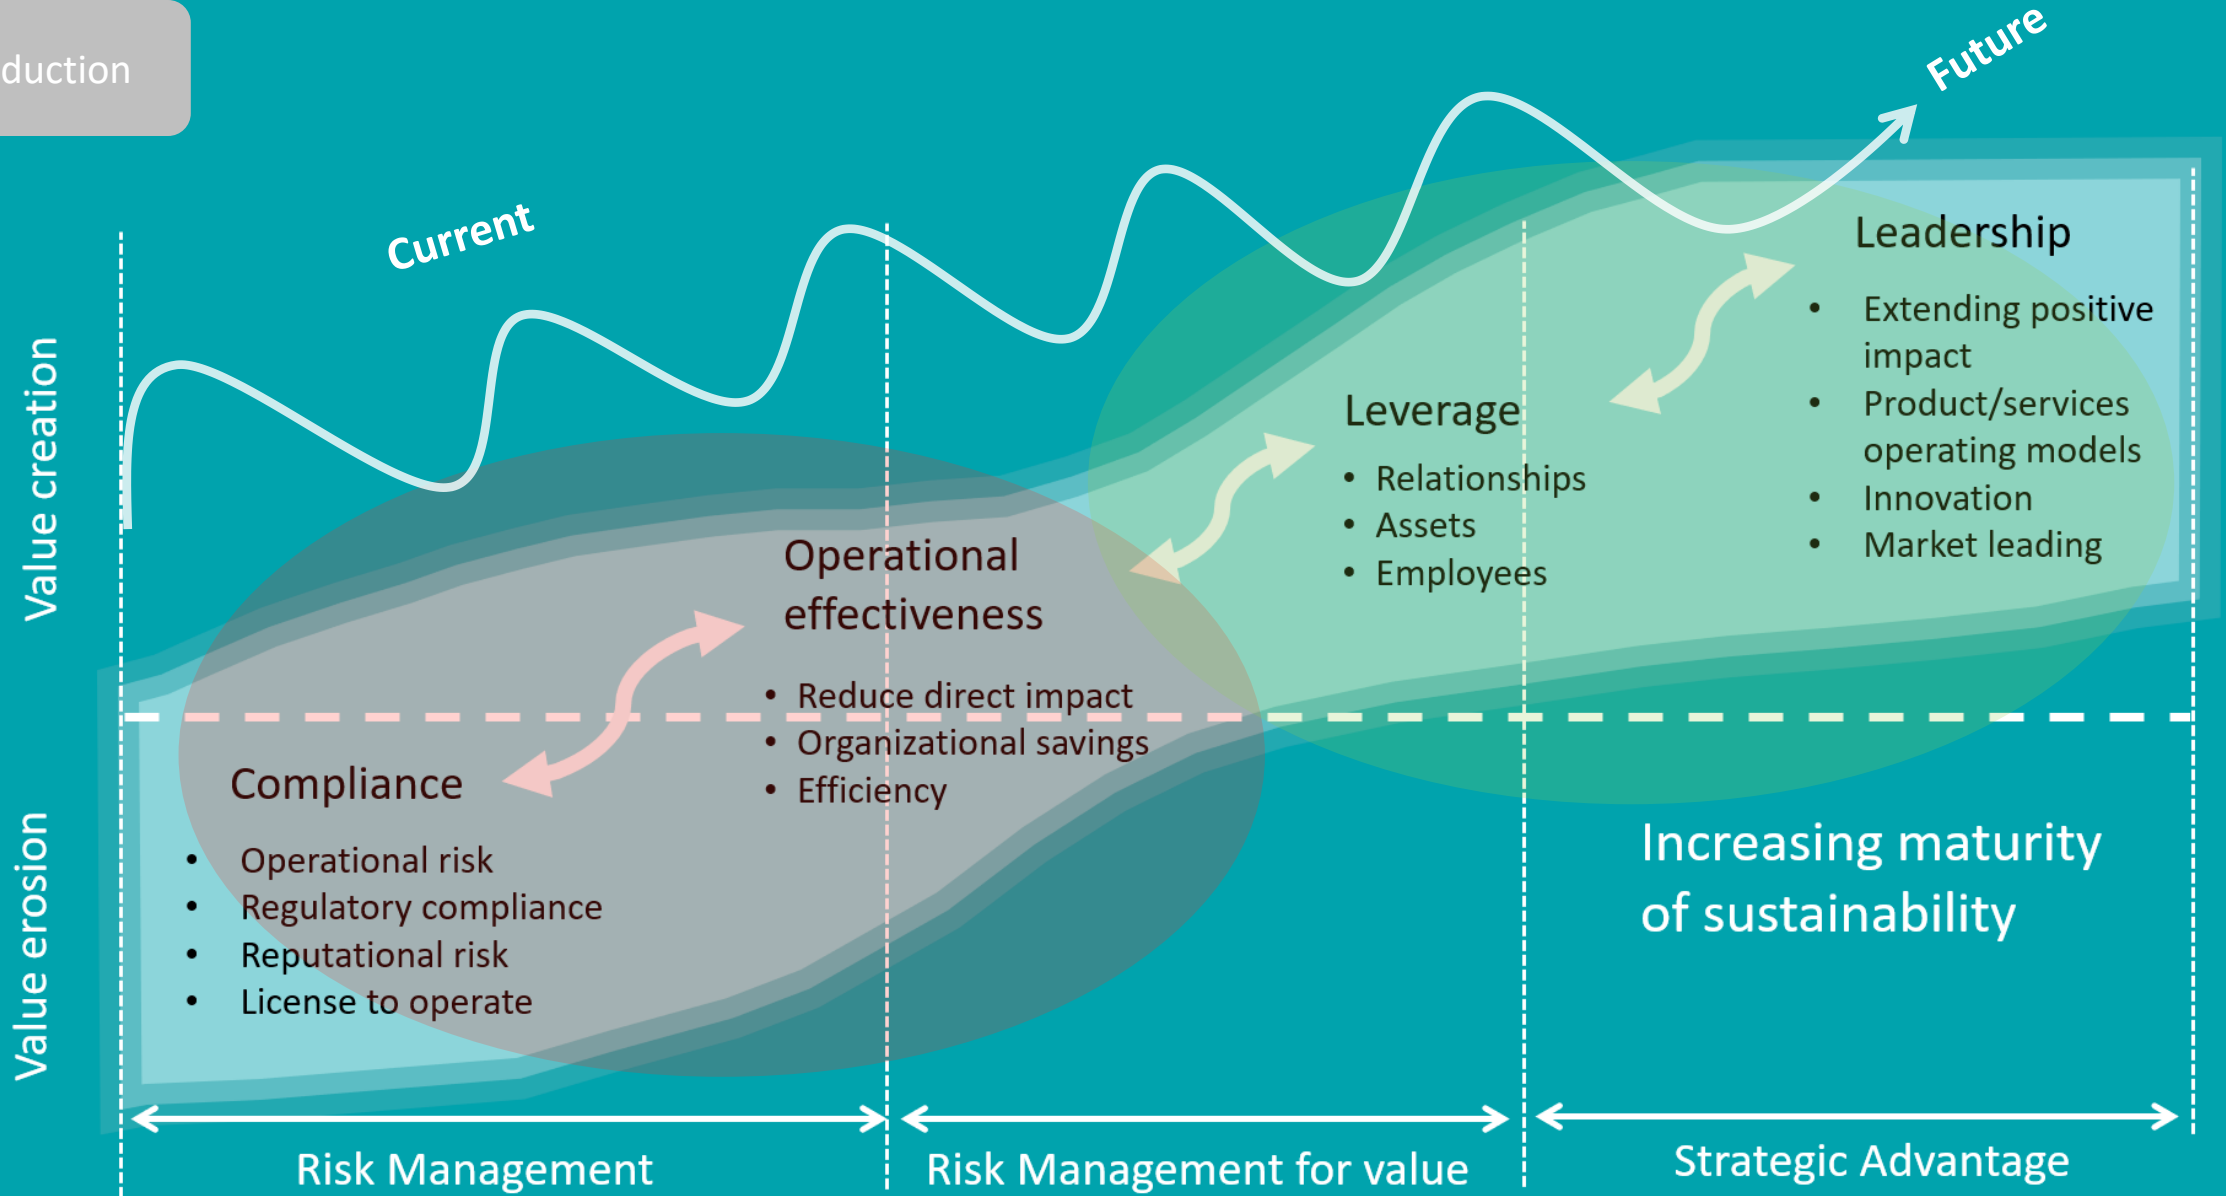 duction
Future
Current
Value creation
Value erosion
Leadership
• Extending positive
impact
• Product/services
operating models
• Innovation
• Market leading
Leverage
• Relationships
• Assets
• Employees
Operational
effectiveness
• Reduce direct impact
• Organizational savings
• Efficiency
Compliance
• Operational risk
• Regulatory compliance
• Reputational risk
• License to operate
Increasing maturity
of sustainability
Risk Management
Risk Management for value
Strategic Advantage